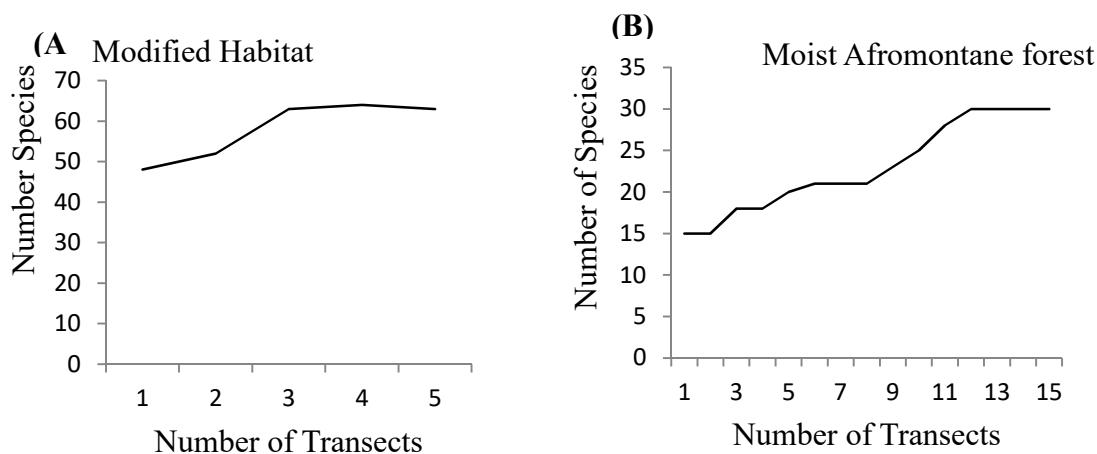 (A Modified Habitat
Number Species
70
60
50
40
30
20
10
0
1 2 3 4 5
Number of Transects
(B)
Moist Afromontane forest
Number of Species
35
30
25
20
15
10
5
0
1 3 5 7 9 11 13 15
Number of Transects